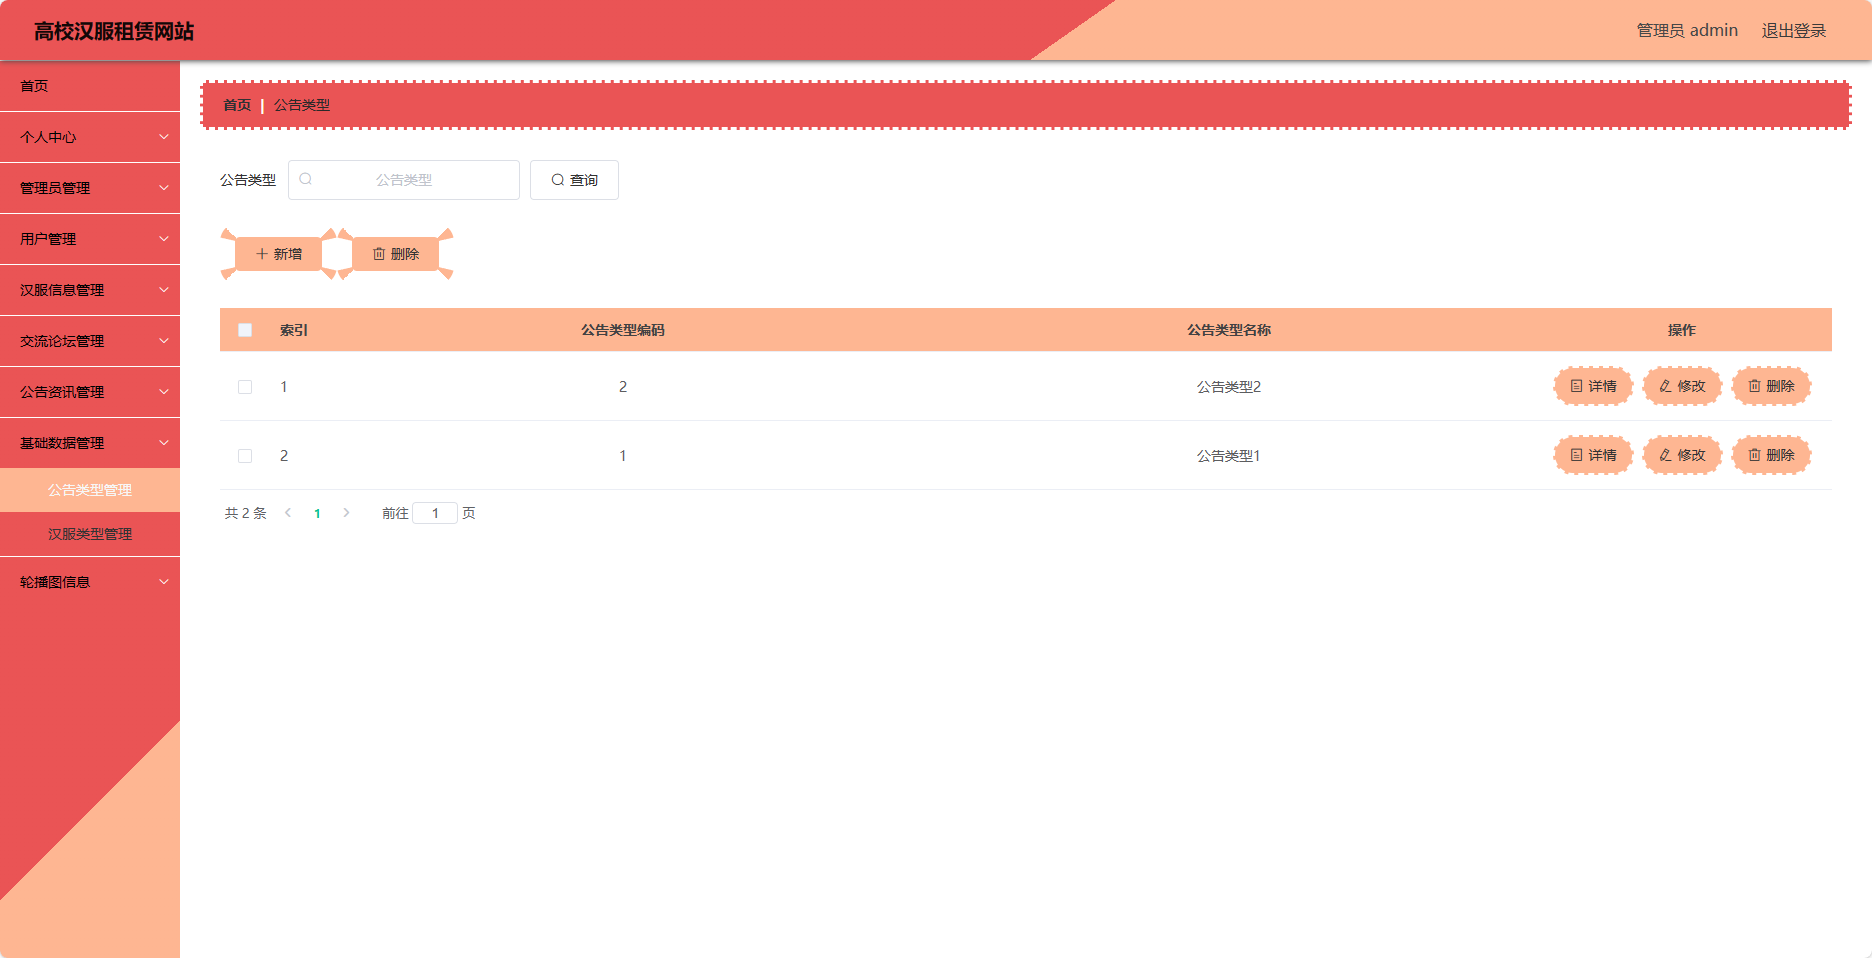 高校汉服租赁网站
管理员 admin 退出登录
首页
个人中心
管理员管理
用户管理
汉服信息管理
交流论坛管理
公告资讯管理
基础数据管理
公告类型管理
汉服类型管理
轮播图信息
首页 | 公告类型
公告类型 公告类型 查询
新增 删除
索引 公告类型编码 公告类型名称 操作
1 2 公告类型2 详情 修改 删除
2 1 公告类型1 详情 修改 删除
共 2 条 1 前往 1 页